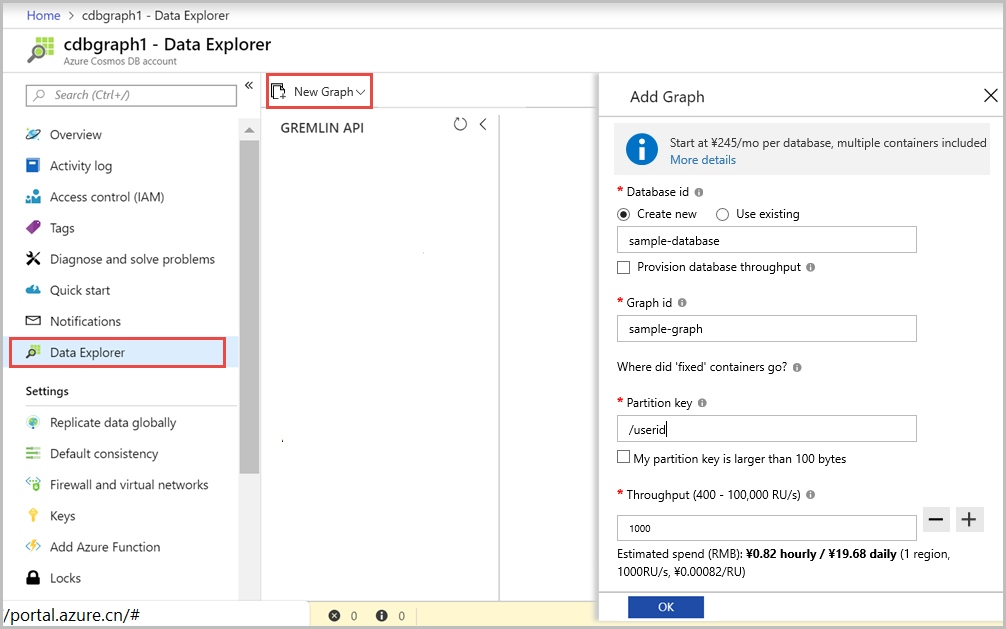 Home > cdbgraph1 - Data Explorer
cdbgraph1 - Data Explorer
Azure Cosmos DB account
Search (Ctrl+/)
«
Overview
Activity log
Access control (IAM)
Tags
Diagnose and solve problems
Quick start
Notifications
Data Explorer
Settings
Replicate data globally
Default consistency
Firewall and virtual networks
Keys
Add Azure Function
Locks
/portal.azure.cn/#
New Graph
GREMLIN API
0 0
Add Graph
Start at ¥245/mo per database, multiple containers included
More details
* Database id
Create new Use existing
sample-database
Provision database throughput
* Graph id
sample-graph
Where did 'fixed' containers go?
* Partition key
/userid
My partition key is larger than 100 bytes
* Throughput (400 - 100,000 RU/s)
1000
Estimated spend (RMB): ¥0.82 hourly / ¥19.68 daily (1 region,
1000RU/s, ¥0.00082/RU)
OK